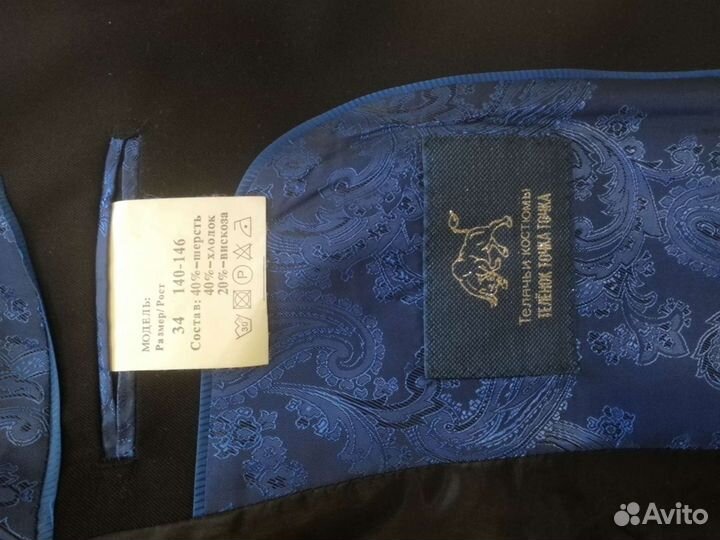 МОДЕЛЬ:
Размер/Рост
34 140-146
Состав: 40%-шерсть
40%-хлопок
20%-вискоза
30
P
Телячьи костюмы
ТЕЛЁНОК ТОЧКА ТОЧКА
Avito